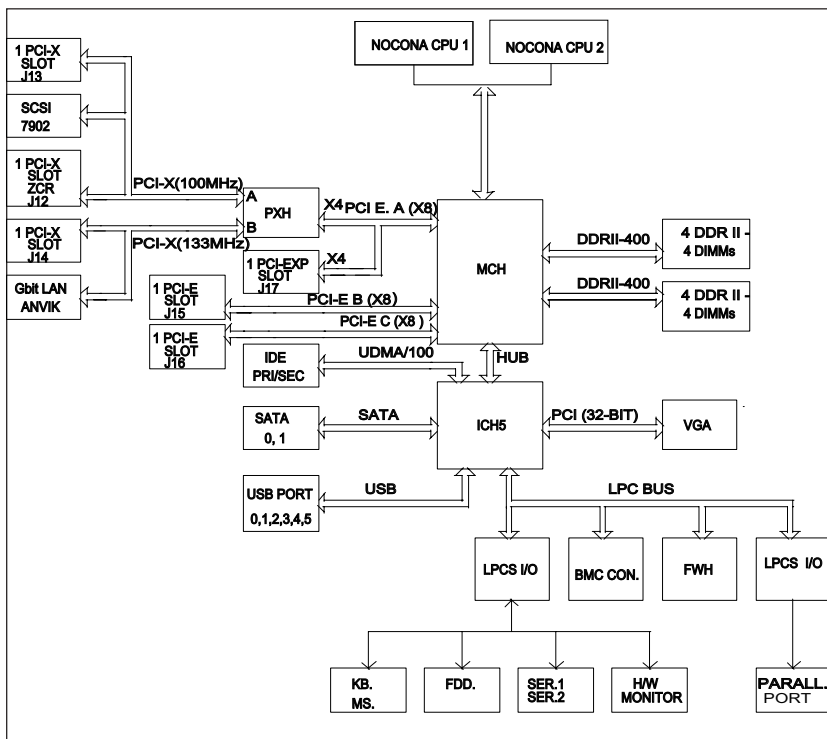 NOCONA CPU 1
NOCONA CPU 2
1 PCI-X
SLOT
J13
SCSI
7902
1 PCI-X
SLOT
ZCR
J12
PCI-X(100MHz)
A
PXH
B
X4
PCI E. A (X8)
1 PCI-X
SLOT
J14
PCI-X(133MHz)
Gbit LAN
ANVIK
1 PCI-EXP
SLOT
J17
X4
MCH
DDRII-400
4 DDR II -
4 DIMMs
DDRII-400
4 DDR II -
4 DIMMs
1 PCI-E
SLOT
J15
PCI-E B (X8)
1 PCI-E
SLOT
J16
PCI-E C (X8 )
IDE
PRI/SEC
UDMA/100
HUB
SATA
0, 1
SATA
ICH5
PCI (32-BIT)
VGA
USB PORT
0,1,2,3,4,5
USB
LPC BUS
LPCS I/O
BMC CON.
FWH
LPCS I/O
KB.
MS.
FDD.
SER.1
SER.2
H/W
MONITOR
PARALL.
PORT